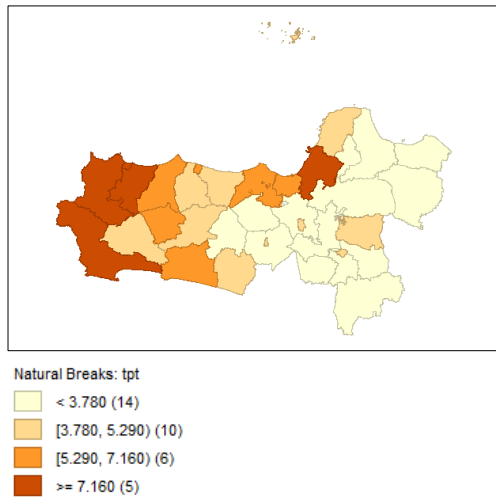 Natural Breaks: tpt
< 3.780 (14)
[3.780, 5.290) (10)
[5.290, 7.160) (6)
>= 7.160 (5)